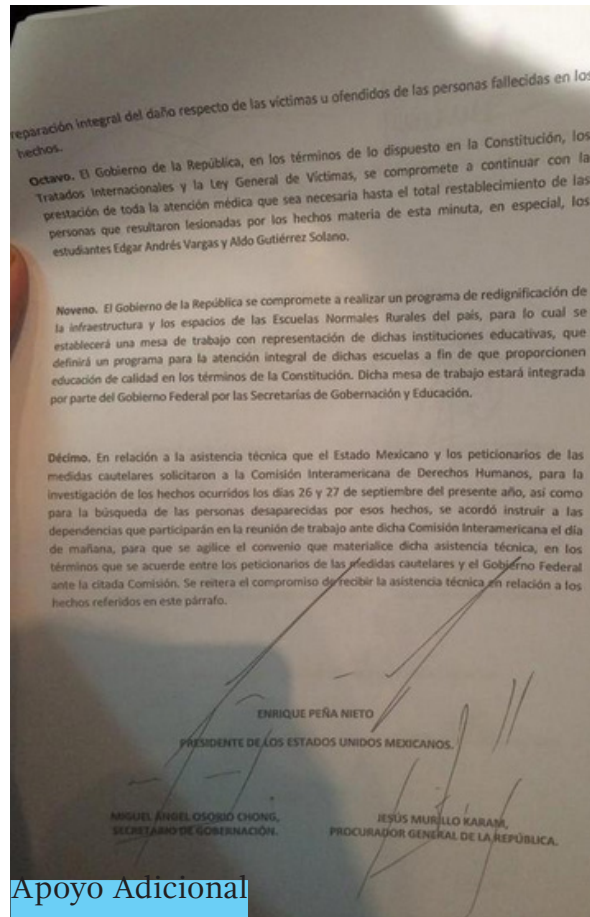 reparación integral del daño respecto de las víctimas u ofendidos de las personas fallecidas en los
hechos.
Octavo. El Gobierno de la República, en los términos de lo dispuesto en la Constitución, los
Tratados Internacionales y la Ley General de Víctimas, se compromete a continuar con la
prestación de toda la atención médica que sea necesaria hasta el total restablecimiento de las
personas que resultaron lesionadas por los hechos materia de esta minuta, en especial, los
estudiantes Edgar Andrés Vargas y Aldo Gutiérrez Solano.
Noveno. El Gobierno de la República se compromete a realizar un programa de redignificación de
la infraestructura y los espacios de las Escuelas Normales Rurales del país, para lo cual se
establecerá una mesa de trabajo con representación de dichas instituciones educativas, que
definirá un programa para la atención integral de dichas escuelas a fin de que proporcionen
educación de calidad en los términos de la Constitución. Dicha mesa de trabajo estará integrada
por parte del Gobierno Federal por las Secretarías de Gobernación y Educación.
Décimo. En relación a la asistencia técnica que el Estado Mexicano y los peticionarios de las
medidas cautelares solicitaron a la Comisión Interamericana de Derechos Humanos, para la
investigación de los hechos ocurridos los días 26 y 27 de septiembre del presente año, así como
para la búsqueda de las personas desaparecidas por esos hechos, se acordó instruir a las
dependencias que participarán en la reunión de trabajo ante dicha Comisión Interamericana el día
de mañana, para que se agilice el convenio que materialice dicha asistencia técnica, en los
términos que se acuerde entre los peticionarios de las medidas cautelares y el Gobierno Federal
ante la citada Comisión. Se reitera el compromiso de recibir la asistencia técnica en relación a los
hechos referidos en este párrafo.
ENRIQUE PEÑA NIETO
PRESIDENTE DE LOS ESTADOS UNIDOS MEXICANOS.
MIGUEL ÁNGEL OSORIO CHONG,
SECRETARIO DE GOBERNACIÓN.
JESÚS MURILLO KARAM,
PROCURADOR GENERAL DE LA REPÚBLICA.
Apoyo Adicional